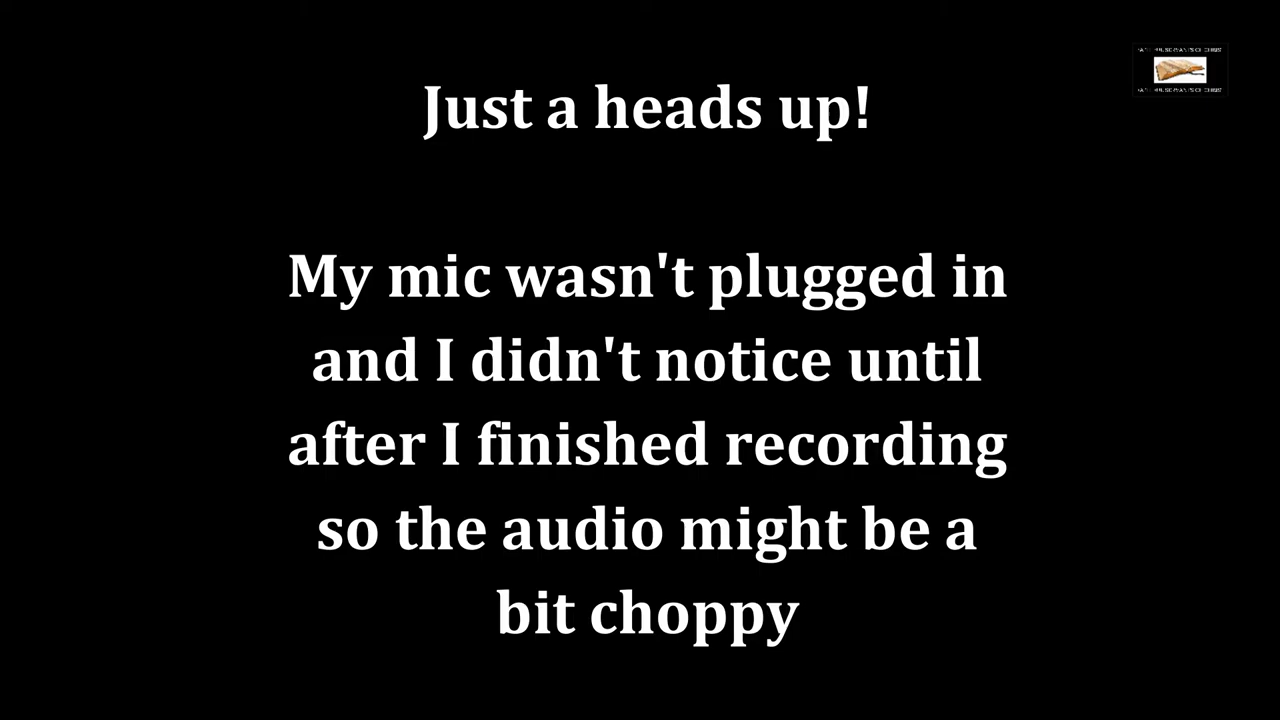 Just a heads up!
My mic wasn't plugged in
and I didn't notice until
after I finished recording
so the audio might be a
bit choppy